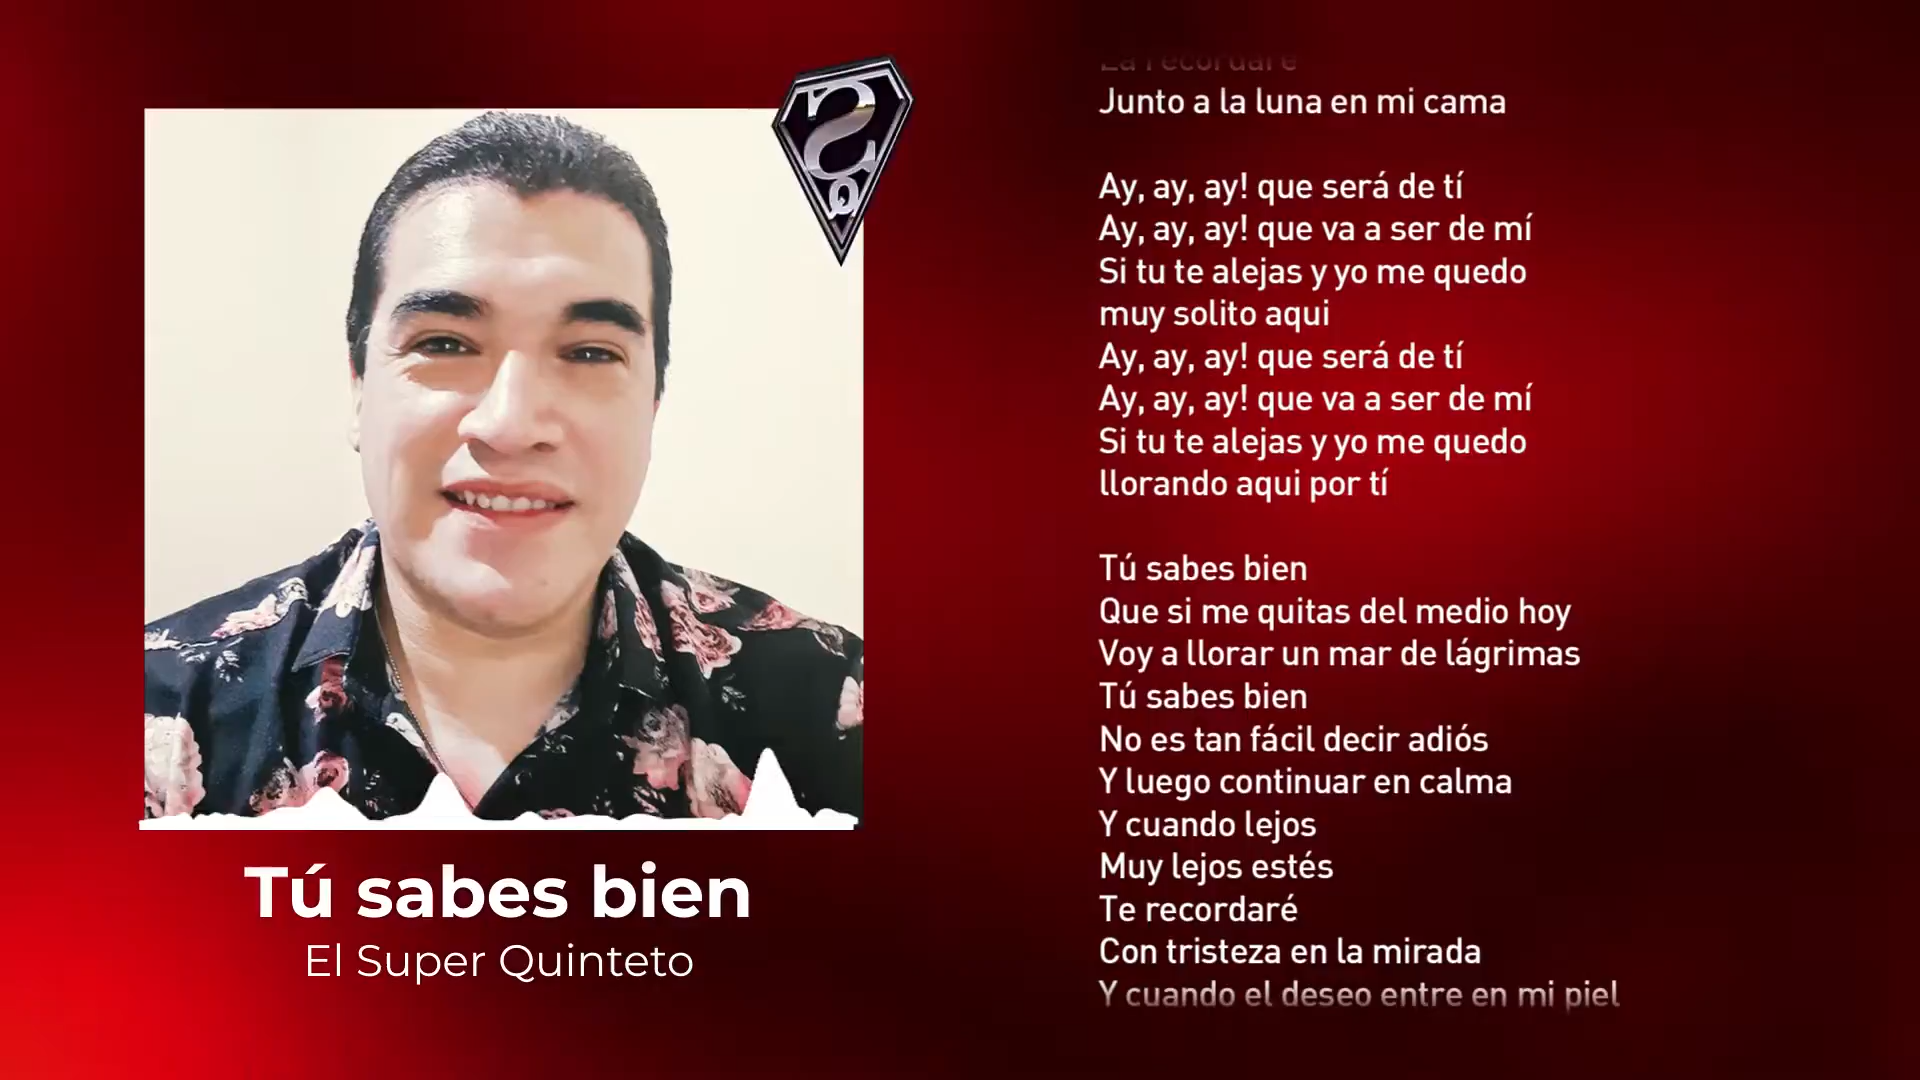 SQ
Tú sabes bien
El Super Quinteto
La recordaré
Junto a la luna en mi cama
Ay, ay, ay! que será de tí
Ay, ay, ay! que va a ser de mí
Si tu te alejas y yo me quedo
muy solito aqui
Ay, ay, ay! que será de tí
Ay, ay, ay! que va a ser de mí
Si tu te alejas y yo me quedo
llorando aqui por tí
Tú sabes bien
Que si me quitas del medio hoy
Voy a llorar un mar de lágrimas
Tú sabes bien
No es tan fácil decir adiós
Y luego continuar en calma
Y cuando lejos
Muy lejos estés
Te recordaré
Con tristeza en la mirada
Y cuando el deseo entre en mi piel